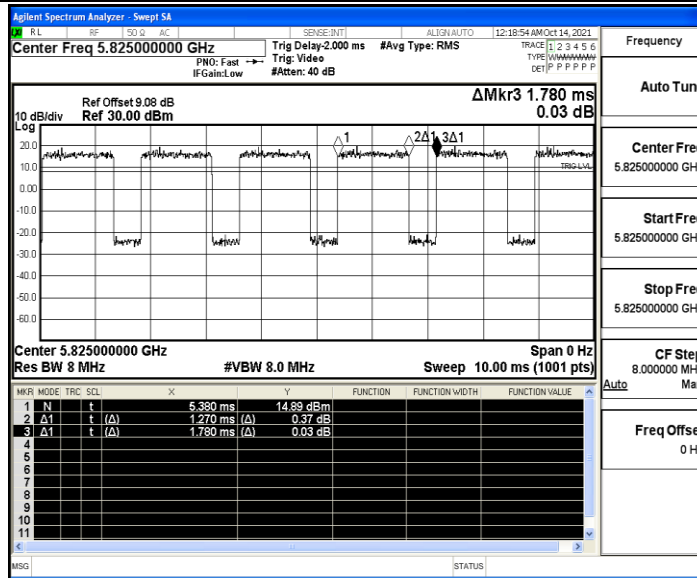 Agilent Spectrum Analyzer - Swept SA
RL RF 50 Ω AC SENSE:INT ALIGN AUTO 12:18:54 AM Oct 14, 2021
Center Freq 5.825000000 GHz
PNO: Fast
IFGain:Low
Trig Delay-2.000 ms
Trig: Video
#Atten: 40 dB
#Avg Type: RMS
TRACE 1 2 3 4 5 6
TYPE WWWWWW
DET P P P P P P
ΔMkr3 1.780 ms
0.03 dB
Ref Offset 9.08 dB
10 dB/div Ref 30.00 dBm
Log
1 2Δ1 3Δ1
20.0
TRIG LVL
10.0
0.00
-10.0
-20.0
-30.0
-40.0
-50.0
-60.0
Center 5.825000000 GHz Span 0 Hz
Res BW 8 MHz #VBW 8.0 MHz Sweep 10.00 ms (1001 pts)
MKR MODE TRC SCL X Y FUNCTION FUNCTION WIDTH FUNCTION VALUE
1 N t 5.380 ms 14.89 dBm
2 Δ1 t (Δ) 1.270 ms (Δ) 0.37 dB
3 Δ1 t (Δ) 1.780 ms (Δ) 0.03 dB
4
5
6
7
8
9
10
11
MSG STATUS
Frequency
Auto Tun
Center Fre
5.825000000 GH
Start Fre
5.825000000 GH
Stop Fre
5.825000000 GH
CF Step
8.000000 MH
Auto Ma
Freq Offse
0 H